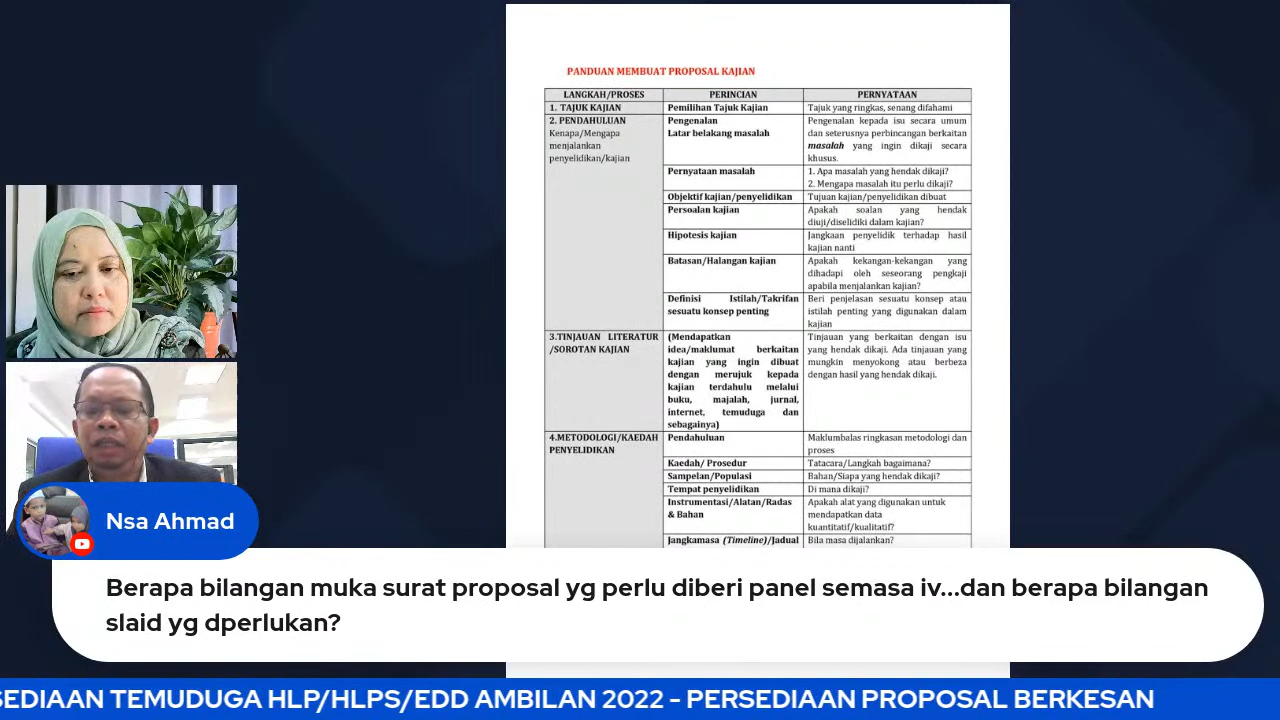 PANDUAN MEMBUAT PROPOSAL KAJIAN
LANGKAH/PROSES PERINCIAN PERNYATAAN
1. TAJUK KAJIAN Pemilihan Tajuk Kajian Tajuk yang ringkas, senang difahami
2. PENDAHULUAN
Kenapa/Mengapa
menjalankan
penyelidikan/kajian
Pengenalan
Latar belakang masalah
Pengenalan kepada isu secara umum
dan seterusnya perbincangan berkaitan
masalah yang ingin dikaji secara
khusus.
Pernyataan masalah
1. Apa masalah yang hendak dikaji?
2. Mengapa masalah itu perlu dikaji?
Objektif kajian/penyelidikan Tujuan kajian/penyelidikan dibuat
Persoalan kajian
Apakah soalan yang hendak
diuji/diselidiki dalam kajian?
Hipotesis kajian
Jangkaan penyelidik terhadap hasil
kajian nanti
Batasan/Halangan kajian
Apakah kekangan-kekangan yang
dihadapi oleh seseorang pengkaji
apabila menjalankan kajian?
Definisi Istilah/Takrifan
sesuatu konsep penting
Beri penjelasan sesuatu konsep atau
istilah penting yang digunakan dalam
kajian
3.TINJAUAN LITERATUR
/SOROTAN KAJIAN
(Mendapatkan
idea/maklumat berkaitan
kajian yang ingin dibuat
dengan merujuk kepada
kajian terdahulu melalui
buku, majalah, jurnal,
internet, temuduga dan
sebagainya)
Tinjauan yang berkaitan dengan isu
yang hendak dikaji. Ada tinjauan yang
mungkin menyokong atau berbeza
dengan hasil yang hendak dikaji.
4.METODOLOGI/KAEDAH
PENYELIDIKAN
Pendahuluan
Maklumbalas ringkasan metodologi dan
proses
Kaedah/ Prosedur Tatacara/Langkah bagaimana?
Sampelan/Populasi Bahan/Siapa yang hendak dikaji?
Tempat penyelidikan Di mana dikaji?
Instrumentasi/Alatan/Radas
& Bahan
Apakah alat yang digunakan untuk
mendapatkan data
kuantitatif/kualitatif?
Jangkamasa (Timeline)/Jadual Bila masa dijalankan?
Nsa Ahmad
Berapa bilangan muka surat proposal yg perlu diberi panel semasa iv...dan berapa bilangan
slaid yg dperlukan?
SEDIAAN TEMUDUGA HLP/HLPS/EDD AMBILAN 2022 - PERSEDIAAN PROPOSAL BERKESAN